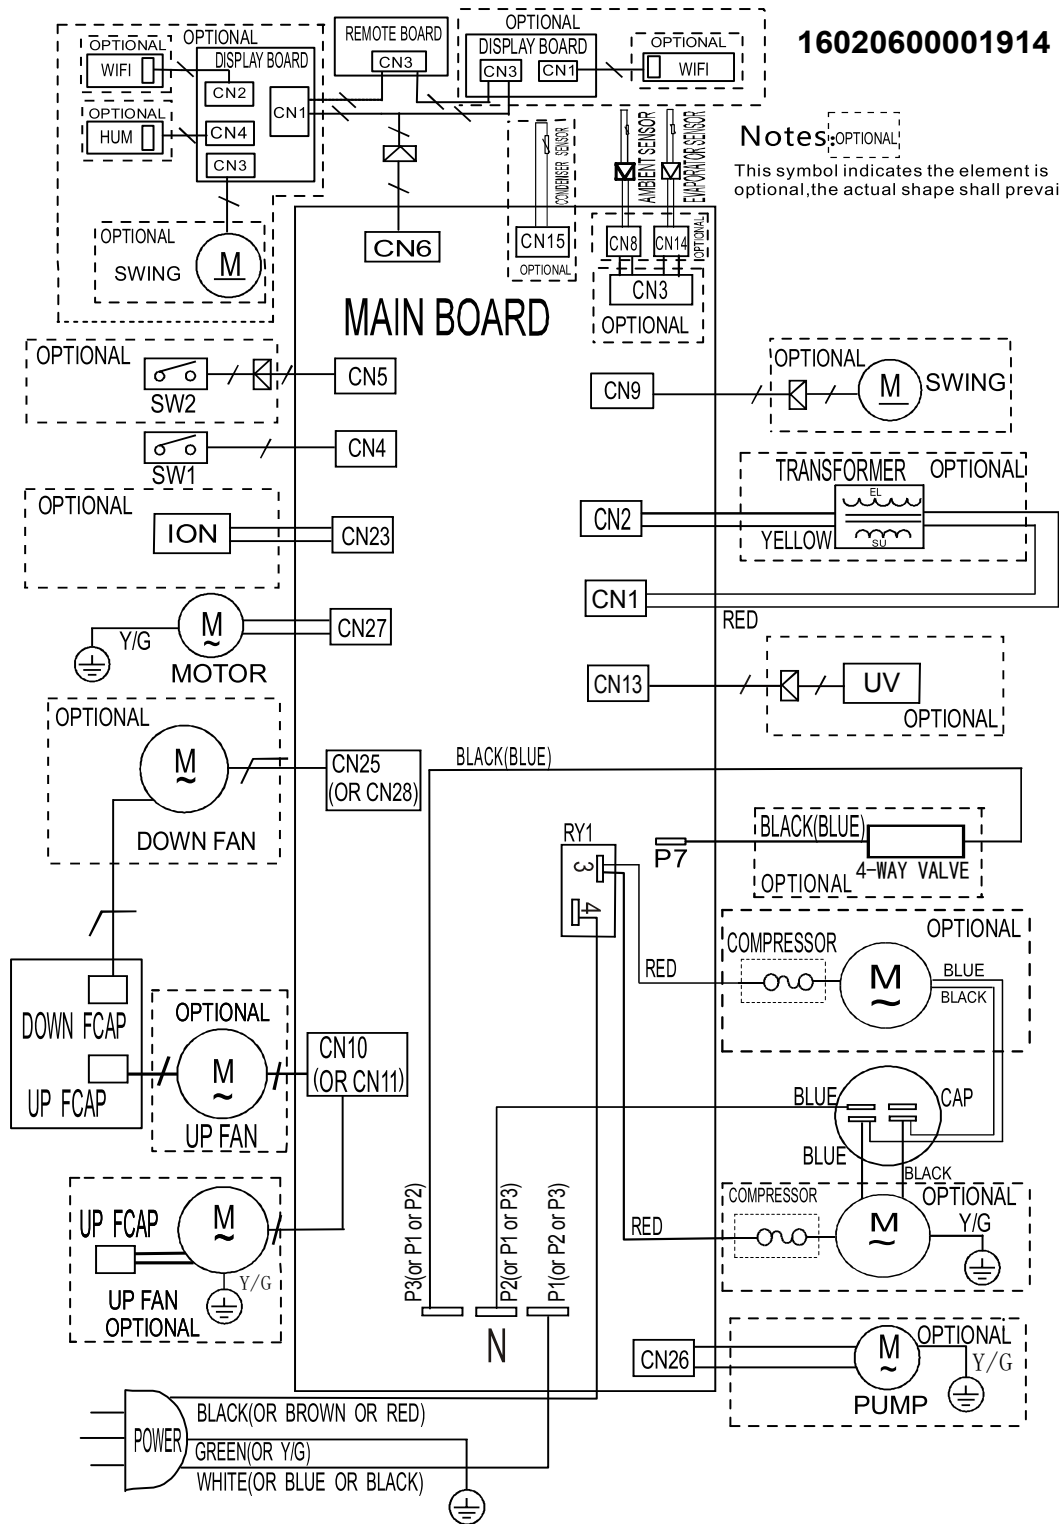 16020600001914
OPTIONAL
WIFI
OPTIONAL
HUM
OPTIONAL
DISPLAY BOARD
CN2
CN4
CN3
CN1
REMOTE BOARD
CN3
OPTIONAL
DISPLAY BOARD
CN3
CN1
OPTIONAL
WIFI
Notes:
OPTIONAL
This symbol indicates the element is
optional,the actual shape shall prevai
OPTIONAL
SWING
M
CN6
CONDENSER SENSOR
CN15
OPTIONAL
AMBIENT SENSOR
EVAPORATOR SENSOR
CN8
CN14
OPTIONAL
CN3
OPTIONAL
MAIN BOARD
OPTIONAL
SW2
CN5
SW1
CN4
OPTIONAL
ION
CN23
M
~
Y/G
MOTOR
CN27
OPTIONAL
M
~
DOWN FAN
CN25
(OR CN28)
CN9
OPTIONAL
M
SWING
TRANSFORMER
OPTIONAL
EL
SU
YELLOW
CN2
CN1
RED
CN13
UV
OPTIONAL
BLACK(BLUE)
RY1
3
4
P7
BLACK(BLUE)
4-WAY VALVE
OPTIONAL
OPTIONAL
COMPRESSOR
M
~
RED
BLUE
BLACK
DOWN FCAP
UP FCAP
OPTIONAL
M
~
UP FAN
CN10
(OR CN11)
BLUE
CAP
BLUE
BLACK
UP FCAP
M
~
Y/G
UP FAN
OPTIONAL
P3(or P1 or P2)
P2(or P1 or P3)
P1(or P2 or P3)
N
RED
COMPRESSOR
OPTIONAL
M
~
Y/G
CN26
OPTIONAL
M
~
Y/G
PUMP
POWER
BLACK(OR BROWN OR RED)
GREEN(OR Y/G)
WHITE(OR BLUE OR BLACK)